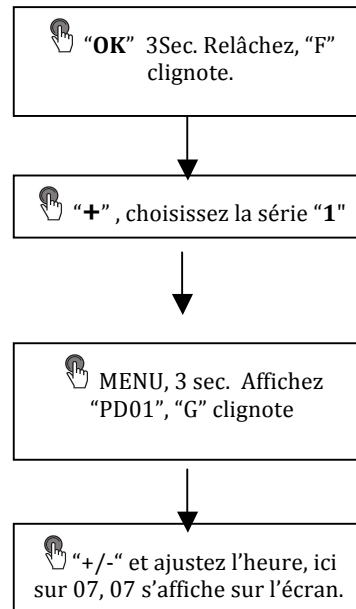 “OK” 3Sec. Relâchez, “F”
clignote.
“+” , choisissez la série “1"
MENU, 3 sec. Affichez
“PD01”, “G” clignote
“+/-“ et ajustez l’heure, ici
sur 07, 07 s’affiche sur l’écran.